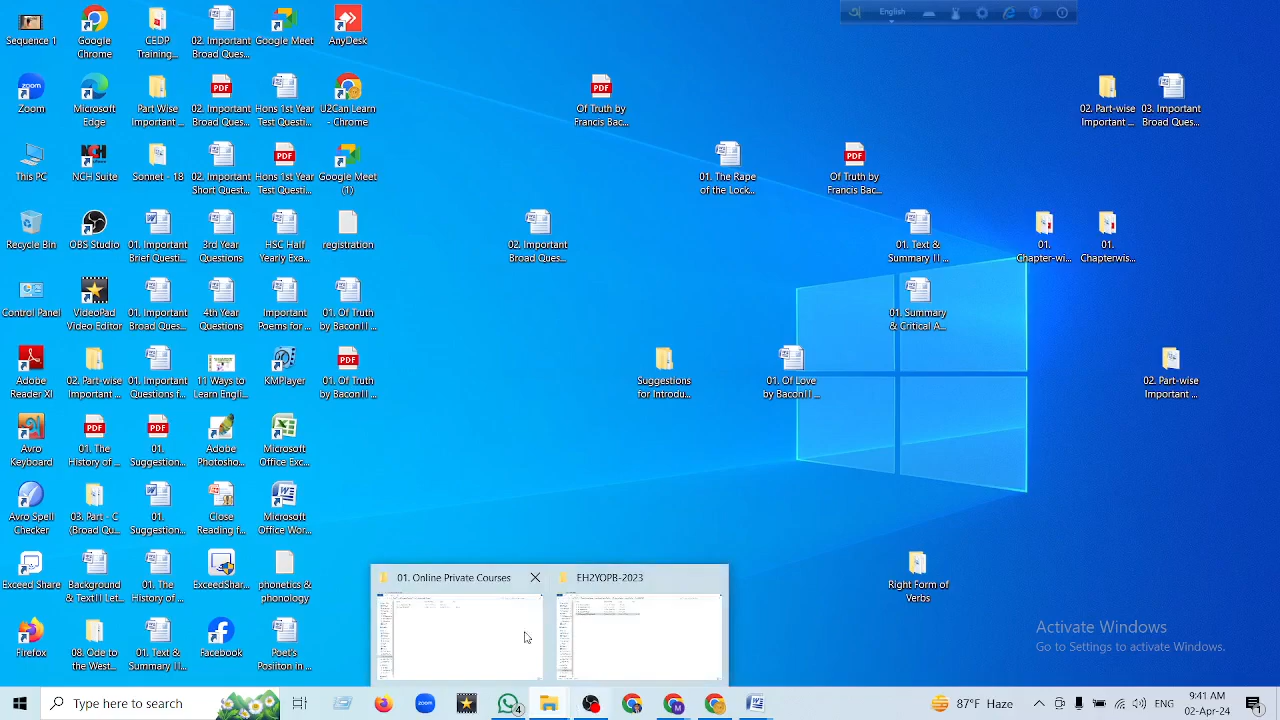 English
Sequence 1
Google
Chrome
CEDP
Training...
02. Important
Broad Ques...
Google Meet
AnyDesk
Zoom
Microsoft
Edge
Part Wise
Important ...
02. Important
Broad Ques...
Hons 1st Year
Test Questi...
U2Can Learn
- Chrome
Of Truth by
Francis Bac...
02. Part-wise
Important ...
03. Important
Broad Ques...
This PC
NCH Suite
Sonnet - 18
02. Important
Short Quest...
Hons 1st Year
Test Questi...
Google Meet
(1)
01. The Rape
of the Lock...
Of Truth by
Francis Bac...
Recycle Bin
OBS Studio
01. Important
Brief Questi...
3rd Year
Questions
HSC Half
Yearly Exa...
registration
02. Important
Broad Ques...
01. Text &
Summary II ...
01.
Chapter-wi...
01.
Chapterwis...
Control Panel
VideoPad
Video Editor
01. Important
Broad Ques...
4th Year
Questions
Important
Poems for ...
01. Of Truth
by Bacon II ...
01. Summary
& Critical A...
Adobe
Reader XI
02. Part-wise
Important ...
01. Important
Questions f...
11 Ways to
Learn Engli...
KMPlayer
01. Of Truth
by Bacon II ...
Suggestions
for Introdu...
01. Of Love
by Bacon II ...
02. Part-wise
Important ...
Avro
Keyboard
01. The
History of ...
01.
Suggestion...
Adobe
Photosho...
Microsoft
Office Exc...
Avro Spell
Checker
03. Part - C
(Broad Qu...
01.
Suggestion...
Close
Reading f...
Microsoft
Office Wor...
Exceed Share
Background
& Text II Let...
01. The
History of...
ExceedShar...
phonetics &
phonology
01. Online Private Courses
EH2YOPB-2023
Right Form of
Verbs
Firefox
08. Ode to
the West...
01. Text &
Summary II...
Facebook
Poet's
Position in ...
Activate Windows
Go to Settings to activate Windows.
Type here to search
zoom
4
87°F Haze
9:41 AM
02-Apr-24
1